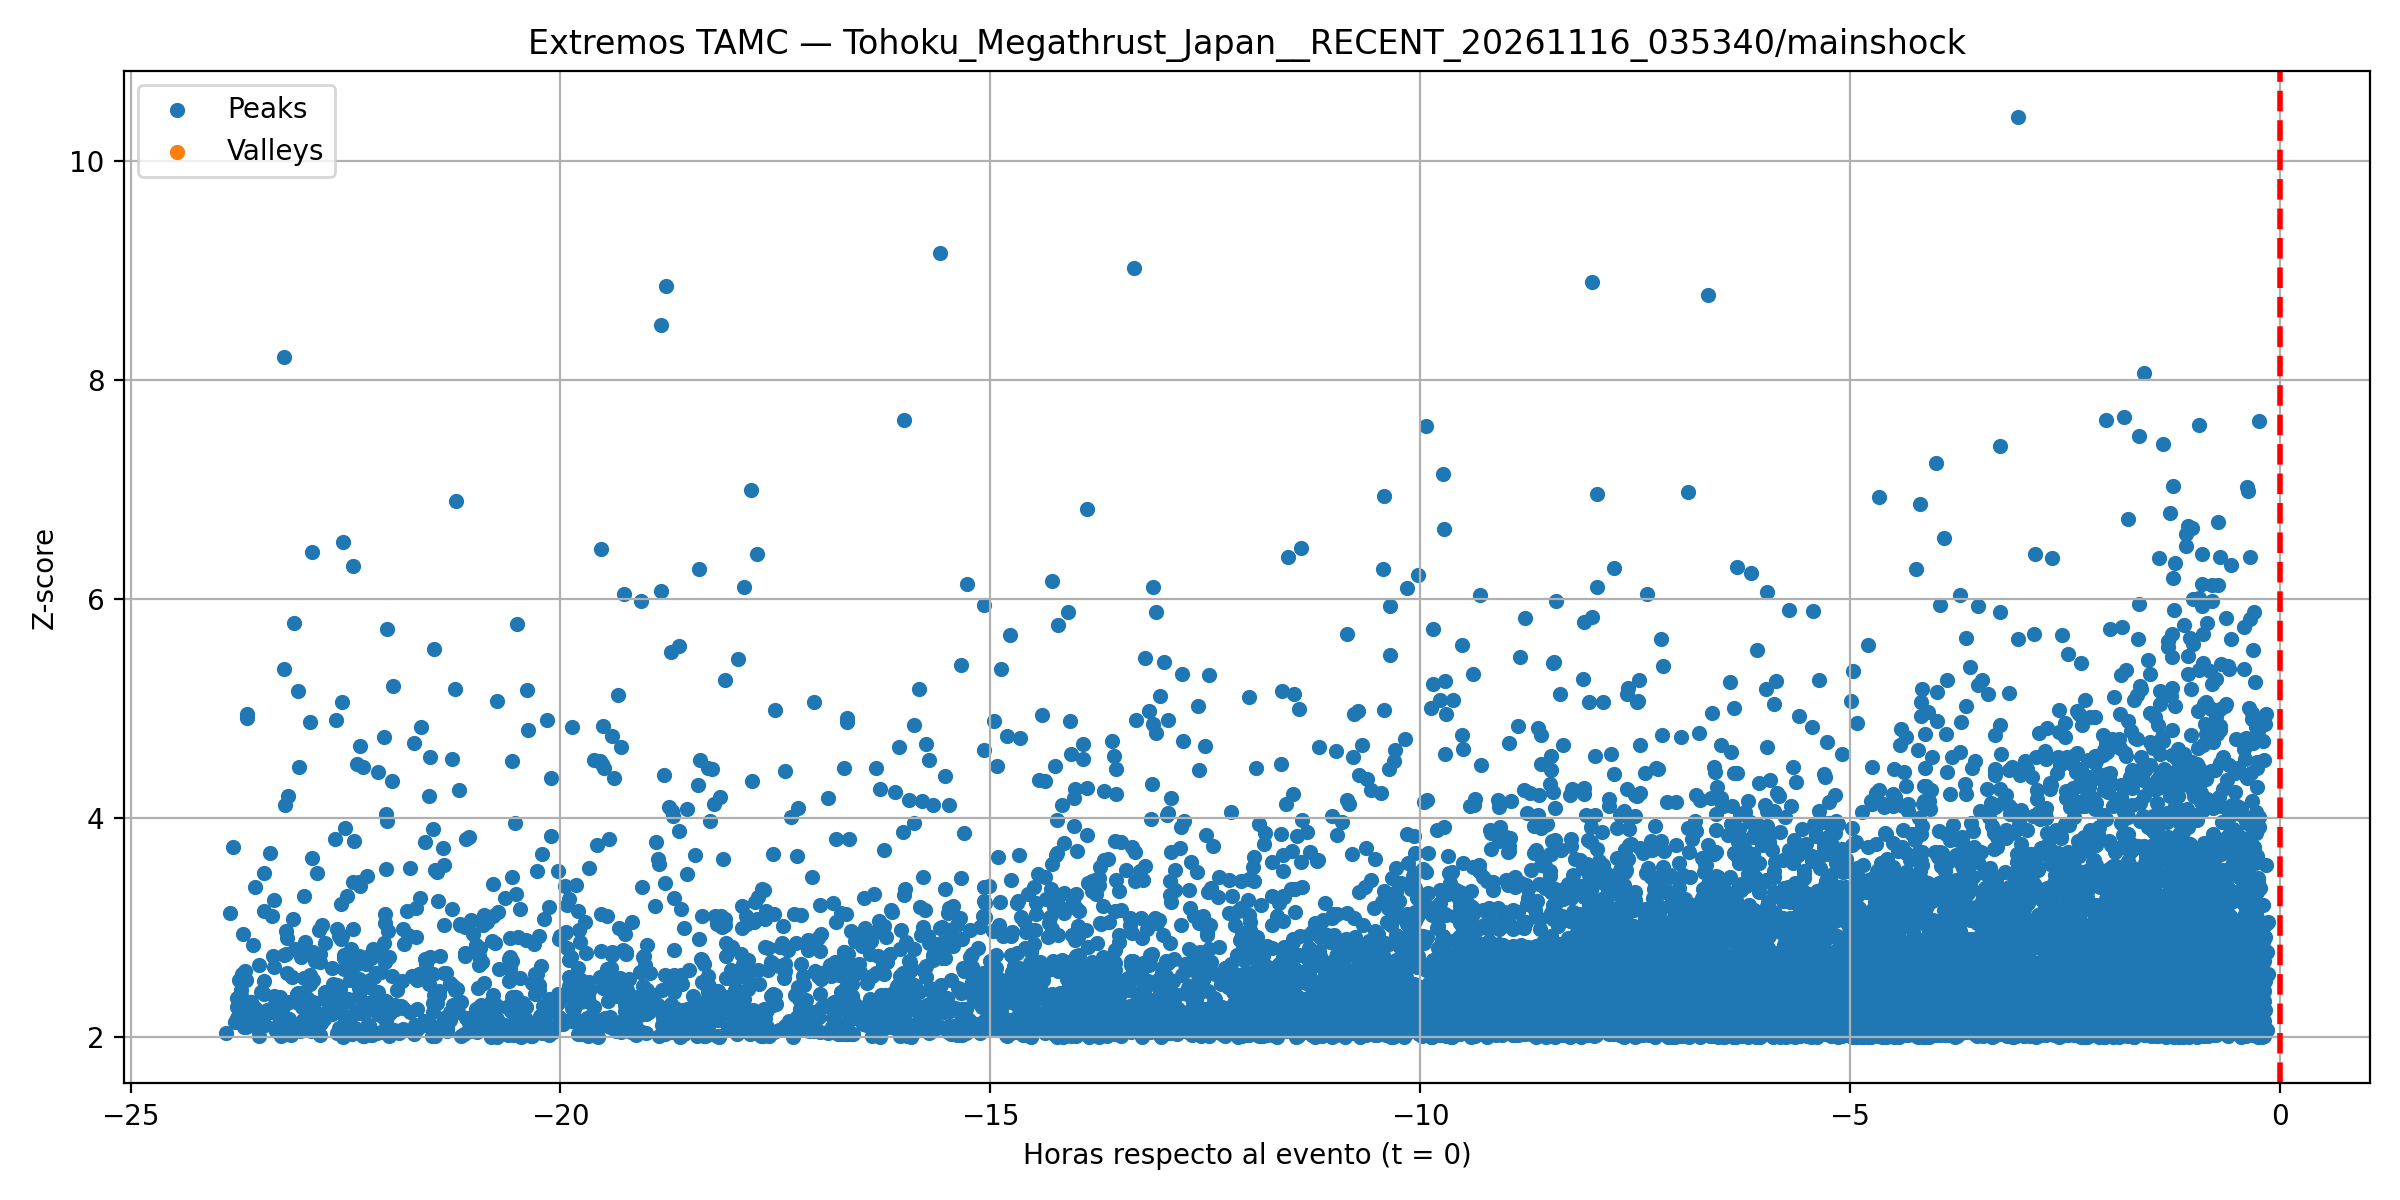 Extremos TAMC — Tohoku_Megathrust_Japan__RECENT_20261116_035340/mainshock
Peaks
Valleys
Z-score
10
8
6
4
2
−25
−20
−15
−10
−5
0
Horas respecto al evento (t = 0)